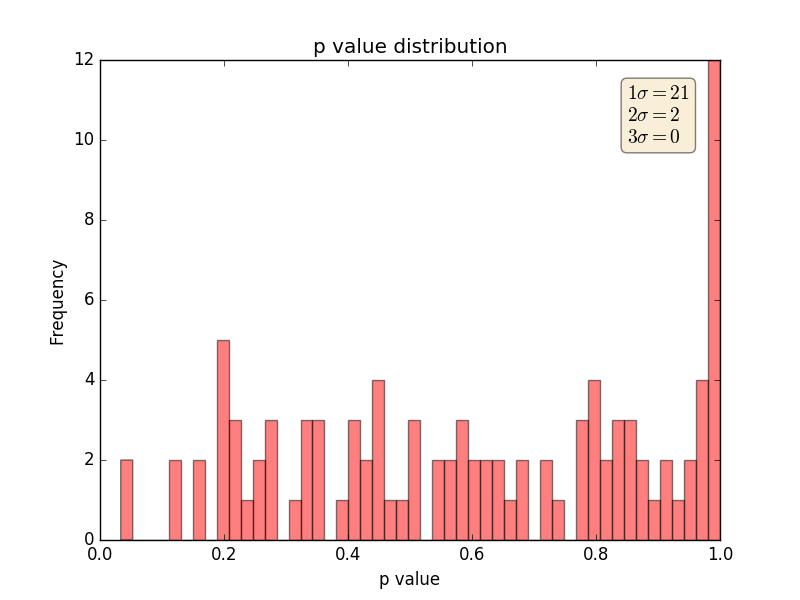 p value distribution
12
10
8
6
4
2
0
Frequency
1σ = 21
2σ = 2
3σ = 0
0.0 0.2 0.4 0.6 0.8 1.0
p value